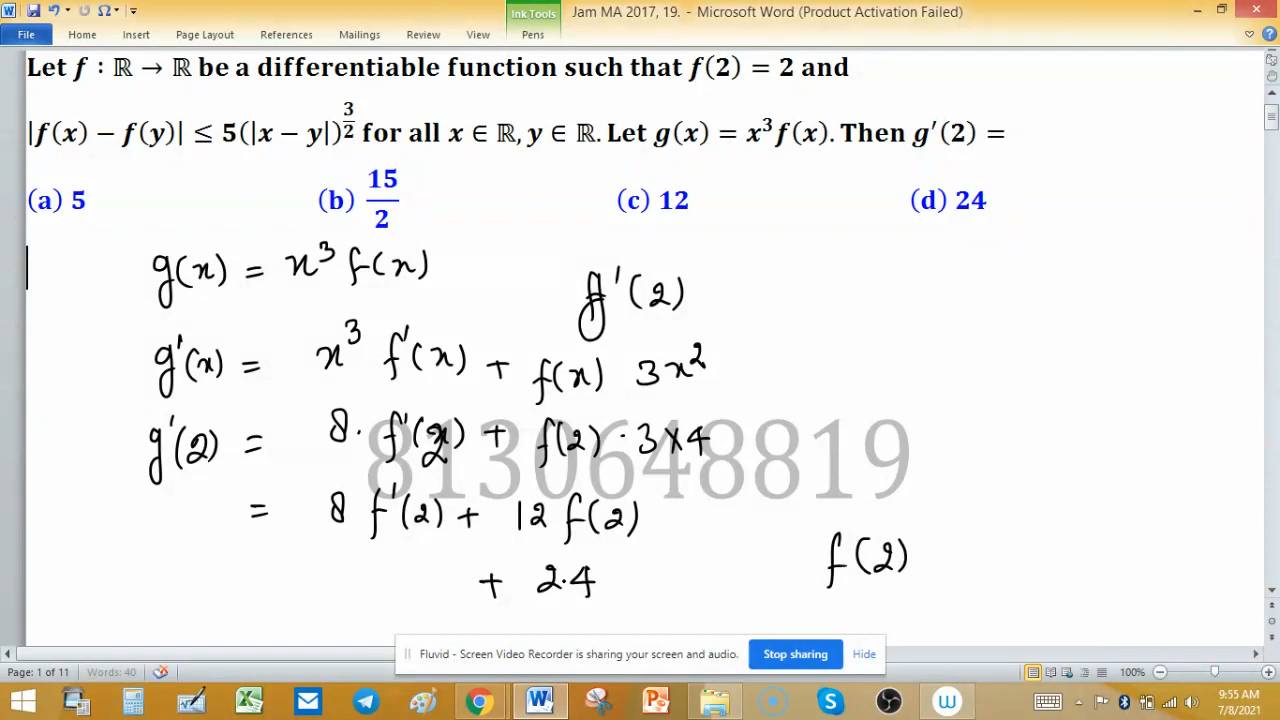 Ink Tools
Jam MA 2017, 19. - Microsoft Word (Product Activation Failed)
File Home Insert Page Layout References Mailings Review View Pens
Let f : ℝ → ℝ be a differentiable function such that f(2) = 2 and
|f(x) − f(y)| ≤ 5(|x − y|)^(3/2) for all x ∈ ℝ, y ∈ ℝ. Let g(x) = x³f(x). Then g′(2) =
(a) 5 (b) 15/2 (c) 12 (d) 24
g(x) = x³ f(x)
f'(2)
g'(x) = x³ f'(x) + f(x) 3x²
g'(2) = 8. f'(2) + f(2) · 3×4
8130648819
= 8 f'(2) + 12 f(2)
f(2)
+ 2·4
Fluvid - Screen Video Recorder is sharing your screen and audio. Stop sharing Hide
Page: 1 of 11 Words: 40 100%
9:55 AM
7/8/2021